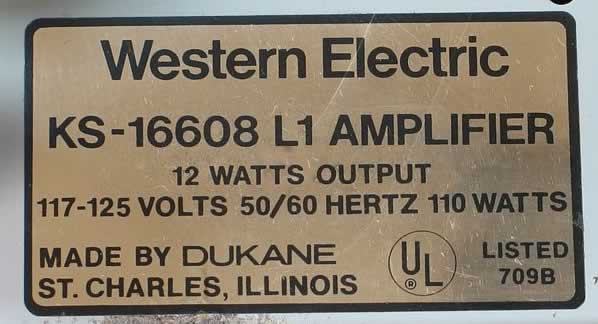 Western Electric
KS-16608 L1 AMPLIFIER
12 WATTS OUTPUT
117-125 VOLTS 50/60 HERTZ 110 WATTS
MADE BY DUKANE
ST. CHARLES, ILLINOIS
UL
®
LISTED
709B